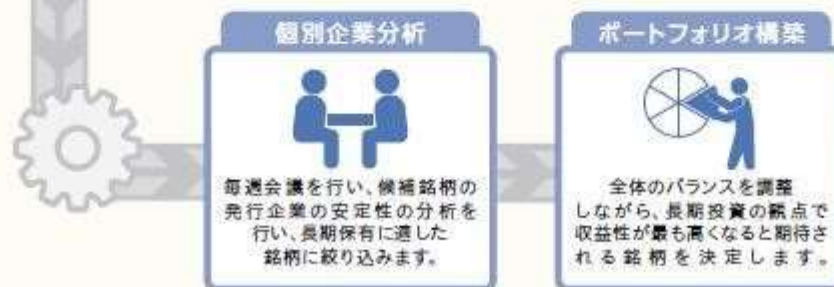 個別企業分析
毎週会議を行い、候補銘柄の
発行企業の安定性の分析を
行い、長期保有に適した
銘柄に絞り込みます。
ポートフォリオ構築
全体のバランスを調整
しながら、長期投資の観点で
収益性が最も高くなると期待さ
れる銘柄を決定します。